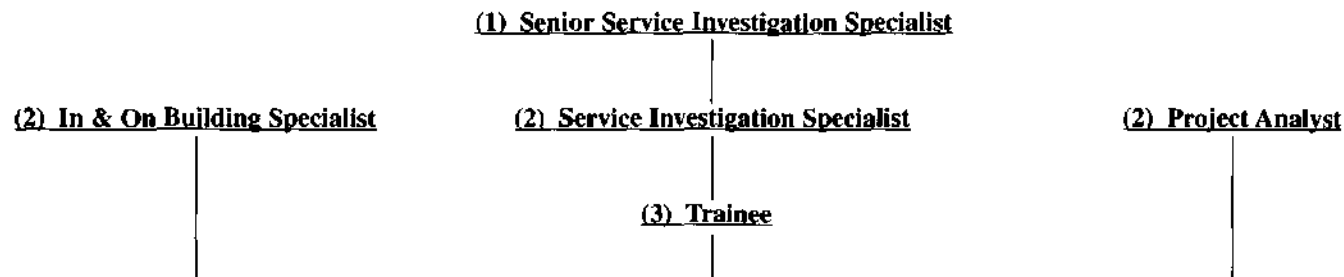 (1) Senior Service Investigation Specialist
(2) In & On Building Specialist (2) Service Investigation Specialist (2) Project Analyst
(3) Trainee